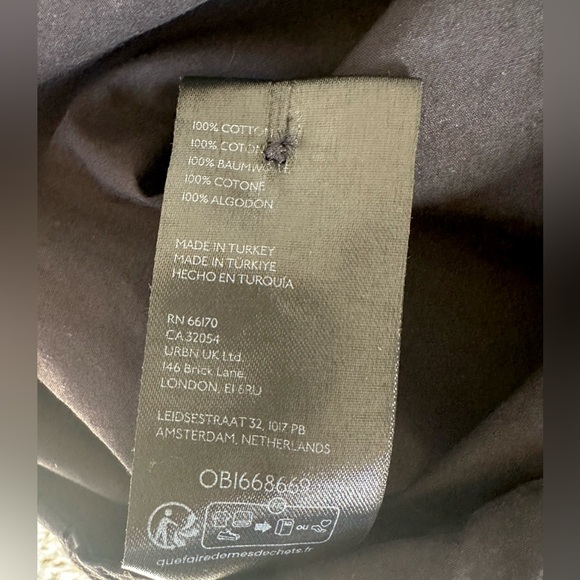 100% COTTON
100% COTON
100% BAUMWOLLE
100% COTONE
100% ALGODON
MADE IN TURKEY
MADE IN TÜRKIYE
HECHO EN TURQUÍA
RN 66170
CA 32054
URBN UK Ltd.
146 Brick Lane,
LONDON, E1 6RU
LEIDSESTRAAT 32, 1017 PB
AMSTERDAM, NETHERLANDS
OB1668669
OU
quefairedemesdechets.fr